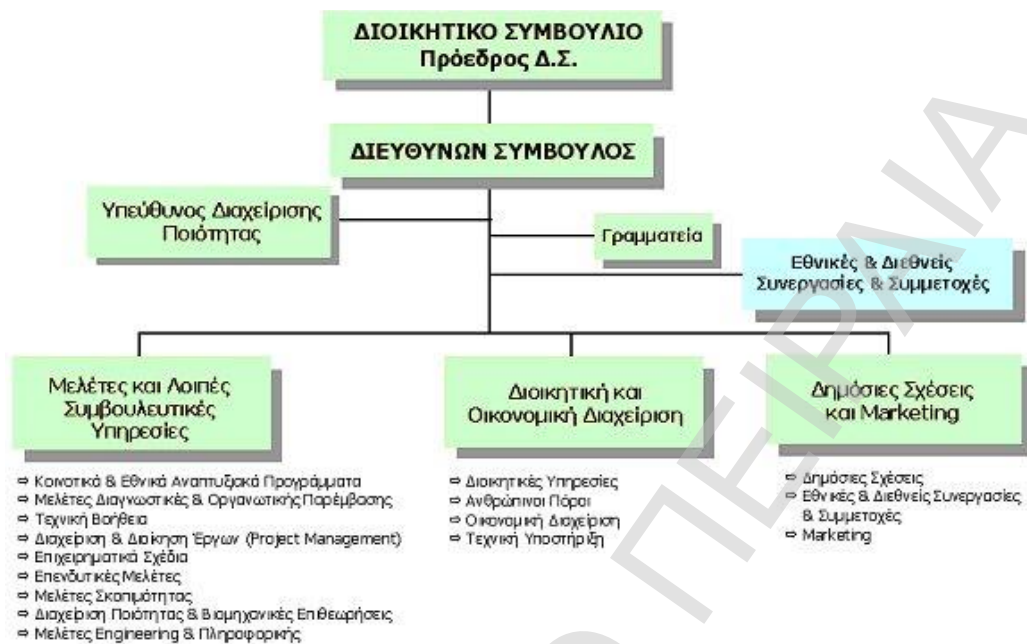 ΔΙΟΙΚΗΤΙΚΟ ΣΥΜΒΟΥΛΙΟ
Πρόεδρος Δ.Σ.
ΔΙΕΥΘΥΝΩΝ ΣΥΜΒΟΥΛΟΣ
Υπεύθυνος Διαχείρισης
Ποιότητας
Γραμματεία
Εθνικές & Διεθνείς
Συνεργασίες & Συμμετοχές
Μελέτες και Λοιπές
Συμβουλευτικές
Υπηρεσίες
⇨ Κοινοτικά & Εθνικά Αναπτυξιακά Προγράμματα
⇨ Μελέτες Διαγνωστικές & Οργανωτικής Παρέμβασης
⇨ Τεχνική Βοήθεια
⇨ Διαχείριση & Διοίκηση Έργων (Project Management)
⇨ Επιχειρηματικά Σχέδια
⇨ Επενδυτικές Μελέτες
⇨ Μελέτες Σκοπιμότητας
⇨ Διαχείριση Ποιότητας & Βιομηχανικές Επιθεωρήσεις
⇨ Μελέτες Engineering & Πληροφορικής
Διοικητική και
Οικονομική Διαχείριση
⇨ Διοικητικές Υπηρεσίες
⇨ Ανθρώπινοι Πόροι
⇨ Οικονομική Διαχείριση
⇨ Τεχνική Υποστήριξη
Δημόσιες Σχέσεις
και Marketing
⇨ Δημόσιες Σχέσεις
⇨ Εθνικές & Διεθνείς Συνεργασίες
& Συμμετοχές
⇨ Marketing
ΠΕΙΡΑΙΑ